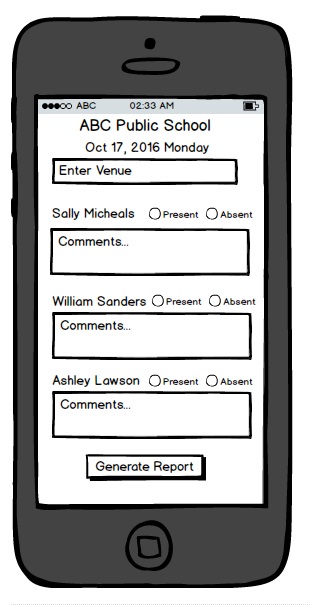 ABC 02:33 AM
ABC Public School
Oct 17, 2016 Monday
Enter Venue
Sally Micheals Present Absent
Comments...
William Sanders Present Absent
Comments...
Ashley Lawson Present Absent
Comments...
Generate Report